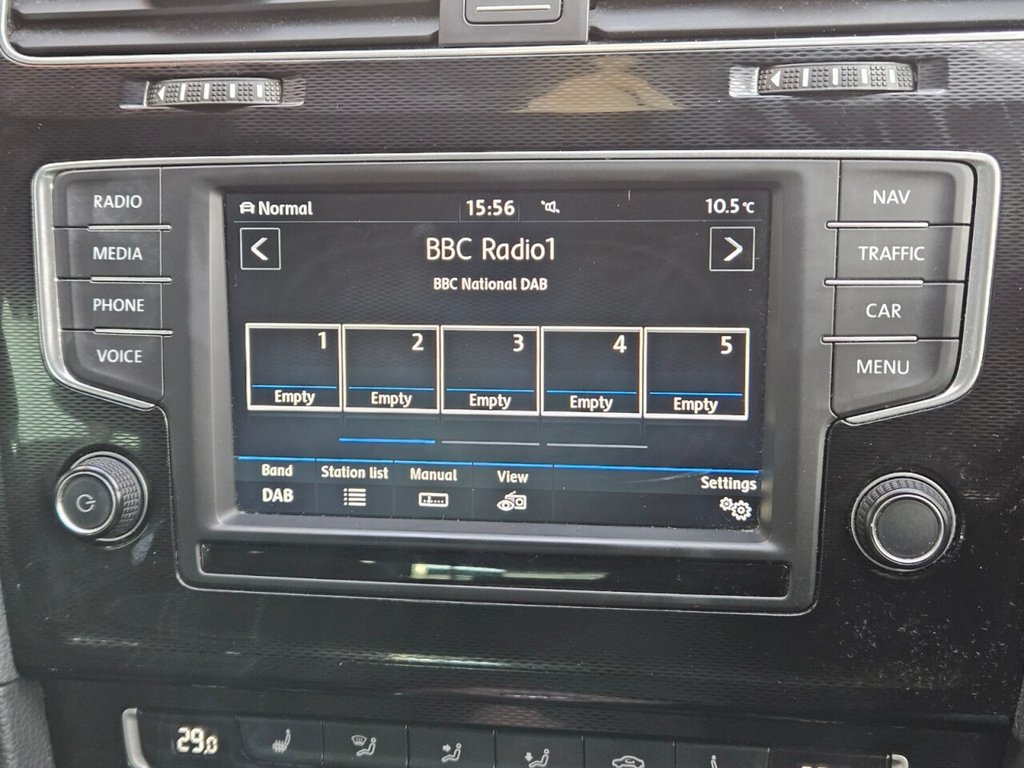 RADIO
MEDIA
PHONE
VOICE
Normal
15:56
10.5°C
<
BBC Radio1
>
BBC National DAB
1
2
3
4
5
Empty
Empty
Empty
Empty
Empty
Band
Station list
Manual
View
Settings
DAB
NAV
TRAFFIC
CAR
MENU
29.0